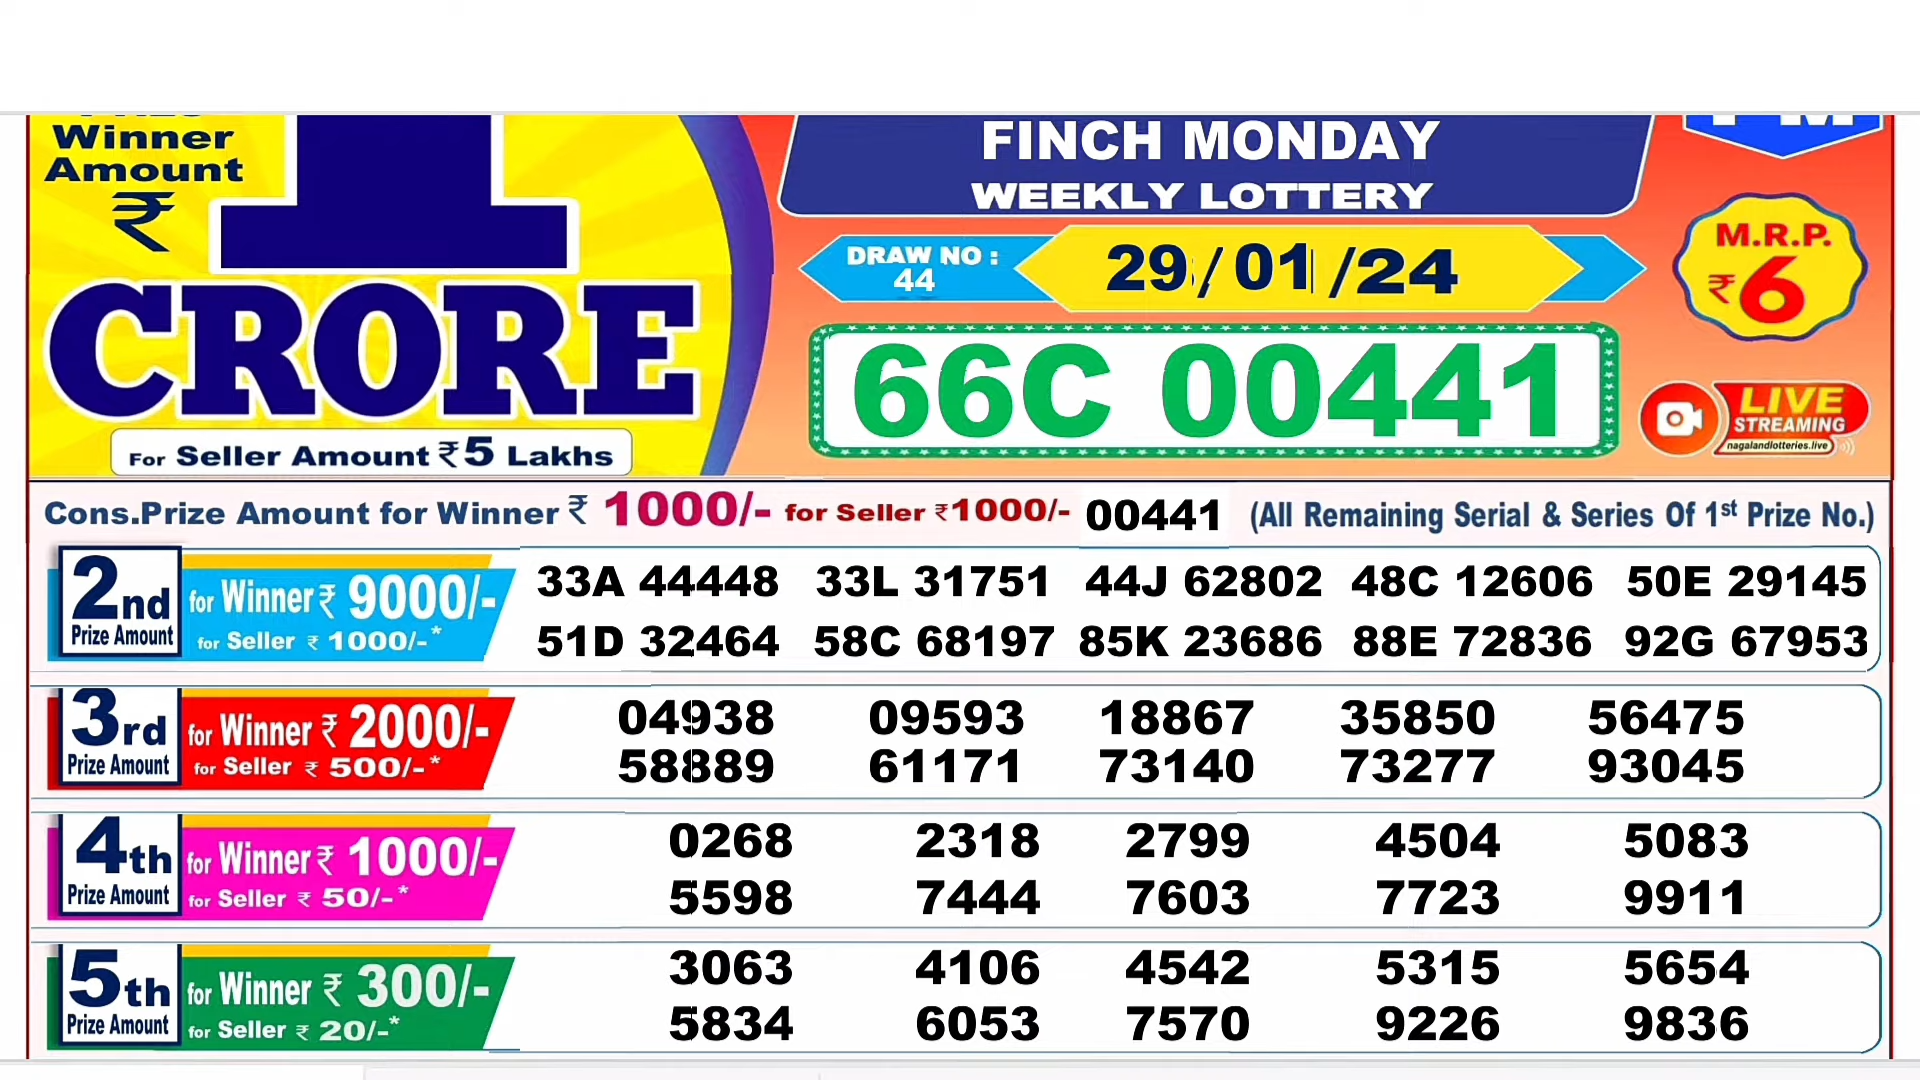 Winner
Amount
₹
1
CRORE
For Seller Amount ₹5 Lakhs
FINCH MONDAY
WEEKLY LOTTERY
DRAW NO :
44
29/01/24
M.R.P.
₹6
66C 00441
LIVE
STREAMING
nagalandlotteries.live
Cons.Prize Amount for Winner ₹ 1000/- for Seller ₹1000/- 00441 (All Remaining Serial & Series Of 1st Prize No.)
2nd
Prize Amount
for Winner ₹ 9000/-
for Seller ₹ 1000/-*
33A 44448 33L 31751 44J 62802 48C 12606 50E 29145
51D 32464 58C 68197 85K 23686 88E 72836 92G 67953
3rd
Prize Amount
for Winner ₹ 2000/-
for Seller ₹ 500/-*
04938 09593 18867 35850 56475
58889 61171 73140 73277 93045
4th
Prize Amount
for Winner ₹ 1000/-
for Seller ₹ 50/-*
0268 2318 2799 4504 5083
5598 7444 7603 7723 9911
5th
Prize Amount
for Winner ₹ 300/-
for Seller ₹ 20/-*
3063 4106 4542 5315 5654
5834 6053 7570 9226 9836